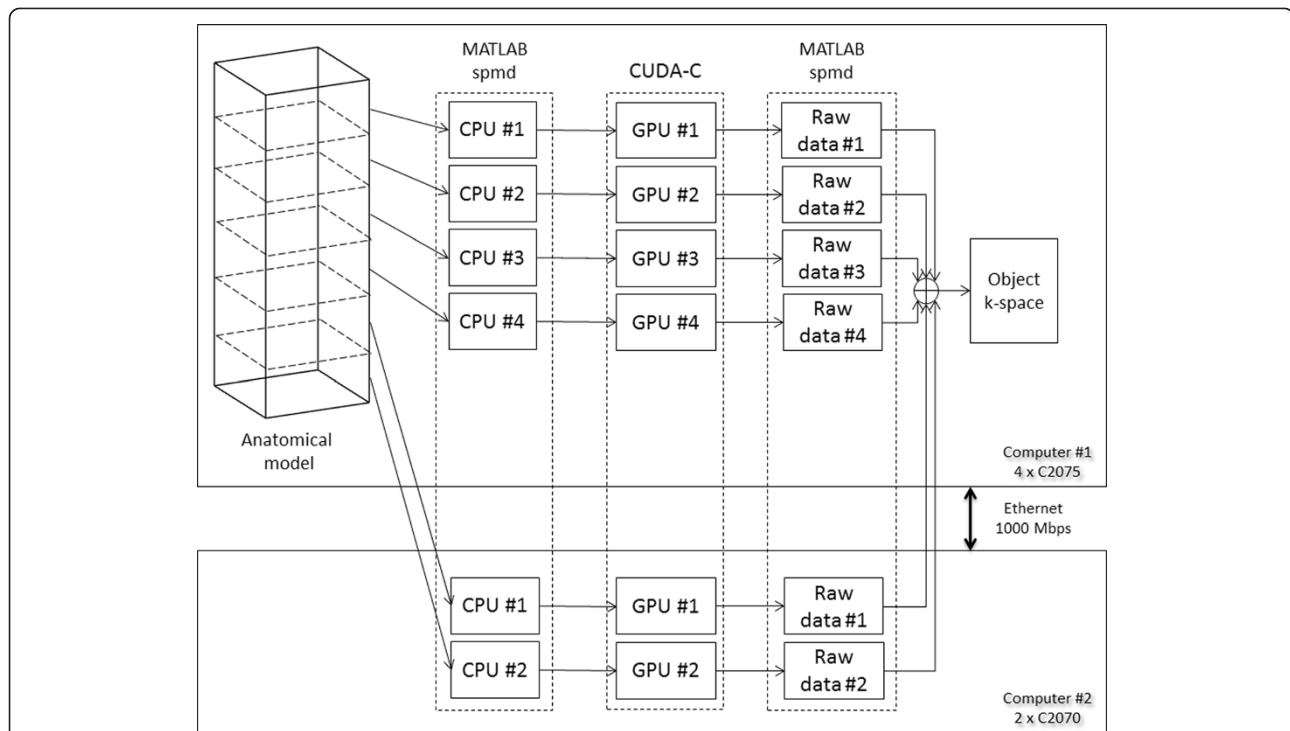 MATLAB
spmd
CUDA-C
MATLAB
spmd
CPU #1
GPU #1
Raw
data #1
CPU #2
GPU #2
Raw
data #2
CPU #3
GPU #3
Raw
data #3
CPU #4
GPU #4
Raw
data #4
Object
k-space
Anatomical
model
Computer #1
4 x C2075
Ethernet
1000 Mbps
CPU #1
GPU #1
Raw
data #1
CPU #2
GPU #2
Raw
data #2
Computer #2
2 x C2070